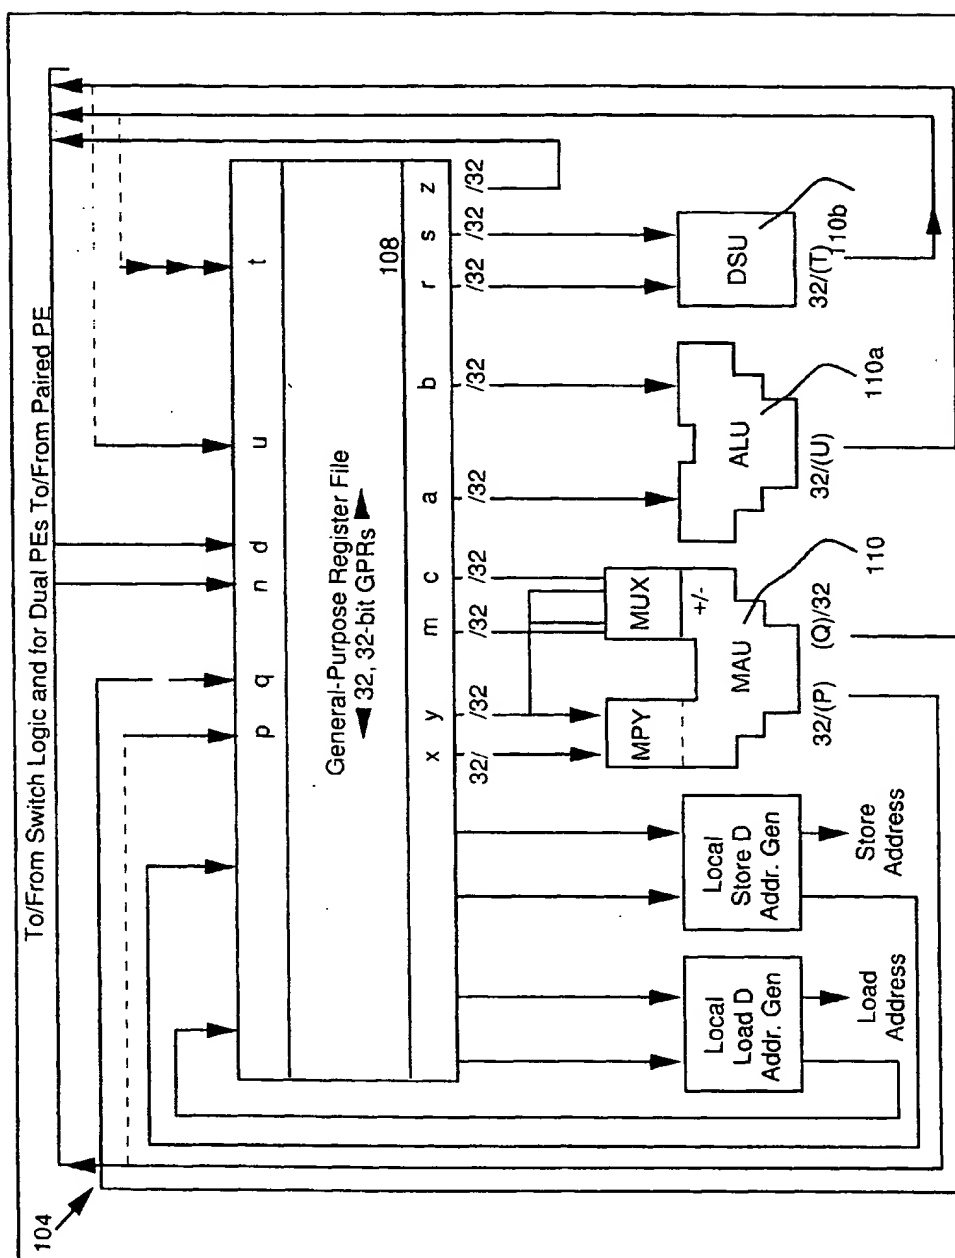 104
To/From Switch Logic and for Dual PEs To/From Paired PE
p q n d u t
General-Purpose Register File
32, 32-bit GPRs
108
x y m c a b r s z
32/ /32 /32 /32 /32 /32 /32 /32 /32
Local
Load D
Addr. Gen
Local
Store D
Addr. Gen
MPY
MUX
+/-
MAU
ALU
DSU
Load
Address
Store
Address
32/(P)
(Q)/32
110
32/(U)
110a
32/(T)
110b